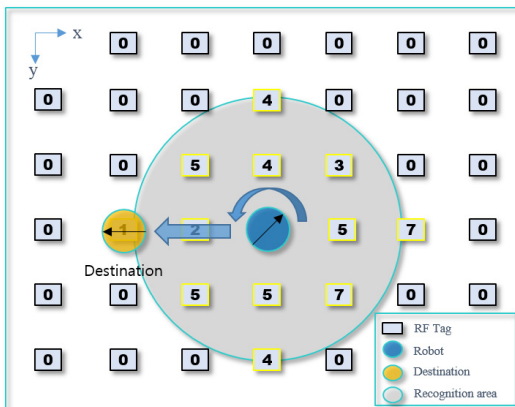 x
y
0 0 0 0 0 0
0 0 0 4 0 0 0
0 0 5 4 3 0 0
0 1 2 5 7 0
Destination
0 0 5 5 7 0 0
0 0 0 4 0
RF Tag
Robot
Destination
Recognition area